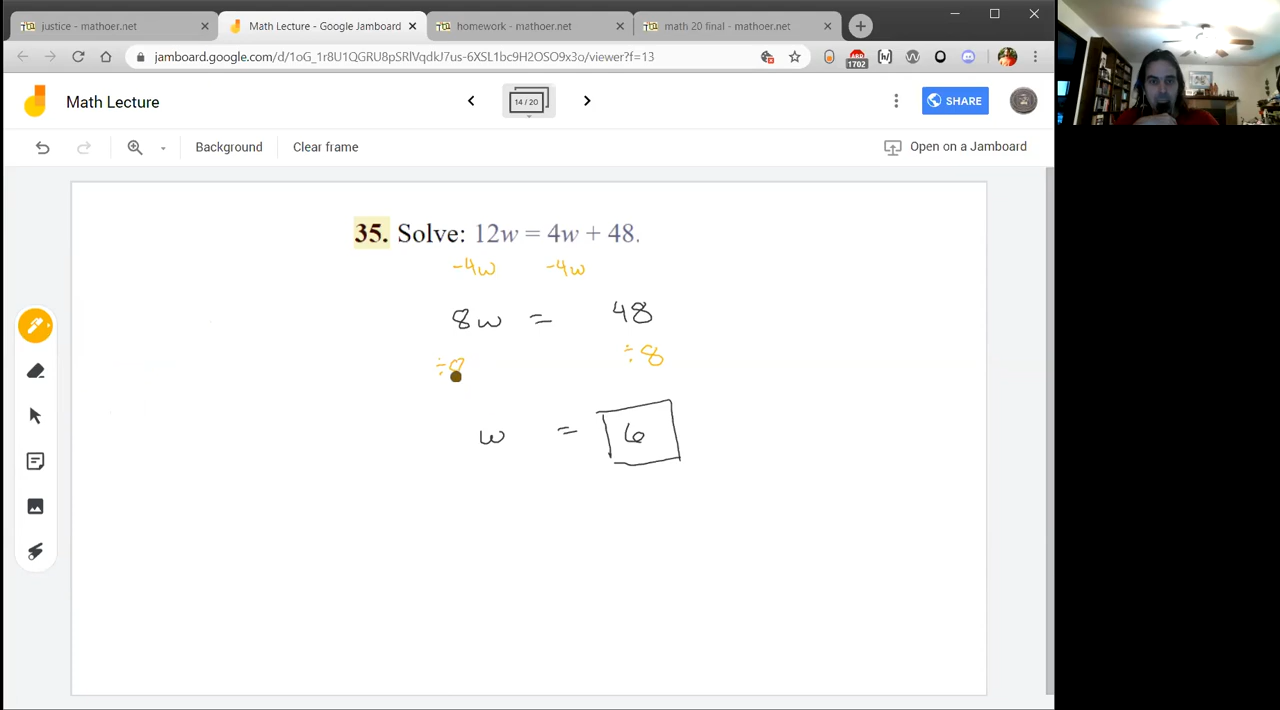 justice - mathoer.net
Math Lecture - Google Jamboard
homework - mathoer.net
math 20 final - mathoer.net
jamboard.google.com/d/1oG_1r8U1QGRU8pSRlVqdkJ7us-6XSL1bc9H2OSO9x3o/viewer?f=13
1702
Math Lecture
14 / 20
SHARE
Background
Clear frame
Open on a Jamboard
35. Solve: 12w = 4w + 48.
-4w -4w
8w = 48
÷8 ÷8
w = 6